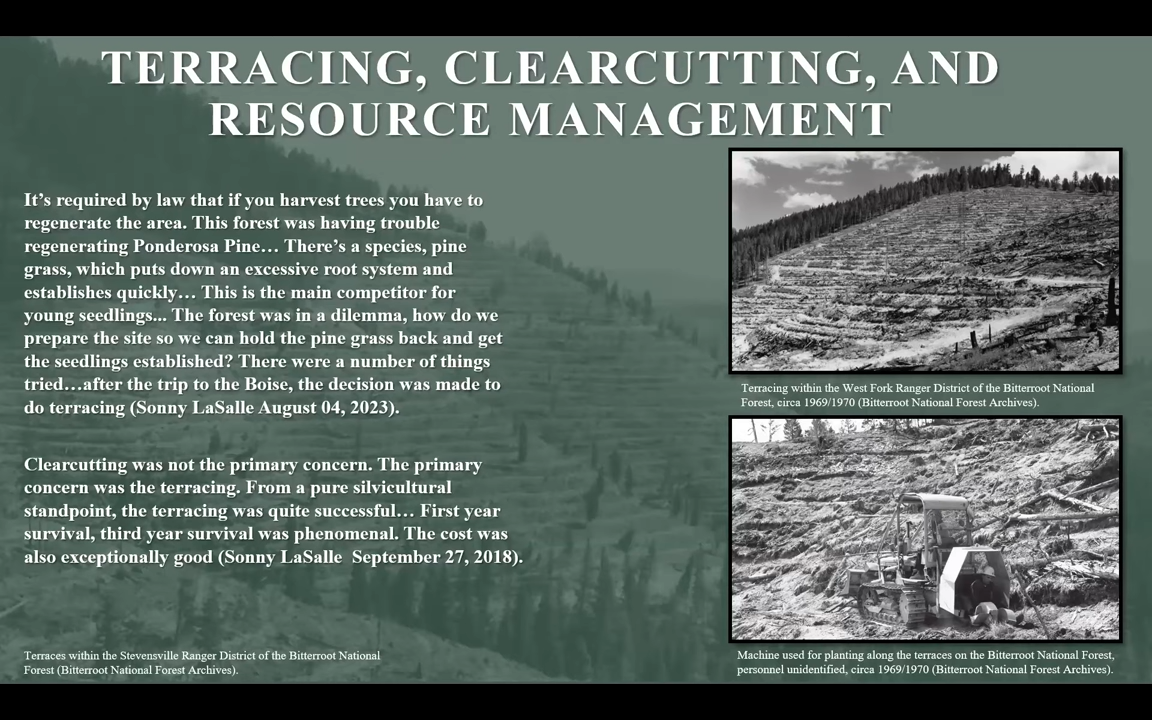 TERRACING, CLEARCUTTING, AND
RESOURCE MANAGEMENT
It’s required by law that if you harvest trees you have to
regenerate the area. This forest was having trouble
regenerating Ponderosa Pine… There’s a species, pine
grass, which puts down an excessive root system and
establishes quickly… This is the main competitor for
young seedlings... The forest was in a dilemma, how do we
prepare the site so we can hold the pine grass back and get
the seedlings established? There were a number of things
tried…after the trip to the Boise, the decision was made to
do terracing (Sonny LaSalle August 04, 2023).
Clearcutting was not the primary concern. The primary
concern was the terracing. From a pure silvicultural
standpoint, the terracing was quite successful… First year
survival, third year survival was phenomenal. The cost was
also exceptionally good (Sonny LaSalle  September 27, 2018).
Terraces within the Stevensville Ranger District of the Bitterroot National
Forest (Bitterroot National Forest Archives).
Terracing within the West Fork Ranger District of the Bitterroot National
Forest, circa 1969/1970 (Bitterroot National Forest Archives).
Machine used for planting along the terraces on the Bitterroot National Forest,
personnel unidentified, circa 1969/1970 (Bitterroot National Forest Archives).